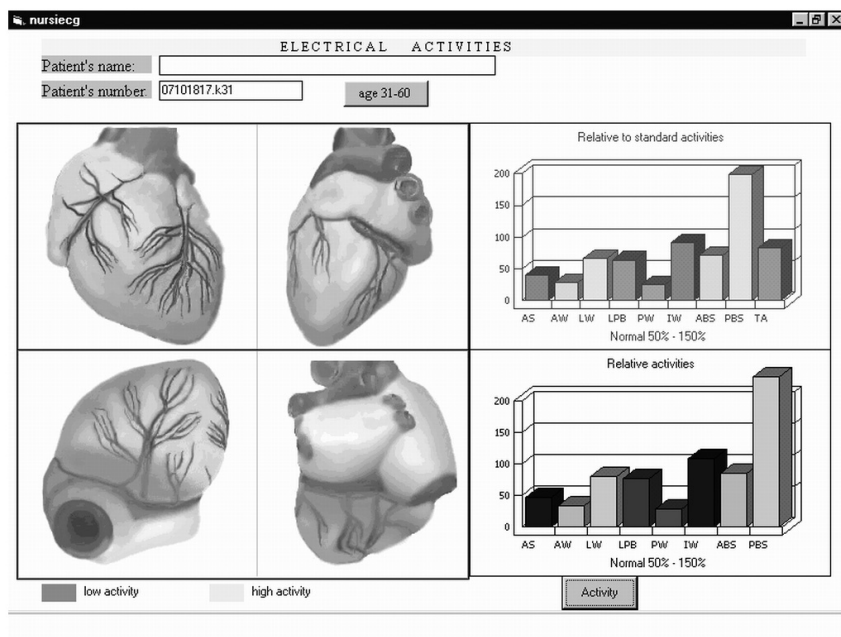 nursiecg
ELECTRICAL ACTIVITIES
Patient's name:
Patient's number. 07101817.k31 age 31-60
Relative to standard activities
200
150
100
50
0
AS AW LW LPB PW IW ABS PBS TA
Normal 50% - 150%
Relative activities
200
150
100
50
0
AS AW LW LPB PW IW ABS PBS
Normal 50% - 150%
low activity high activity Activity